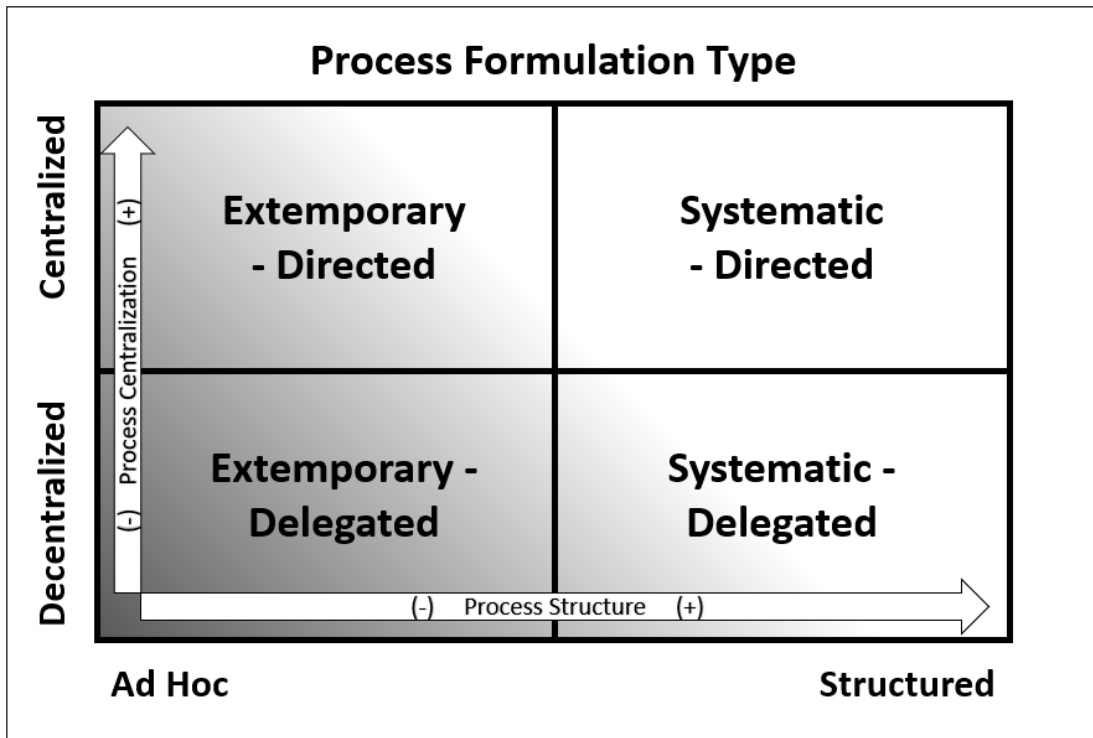 Process Formulation Type
Centralized
Extemporary
- Directed
Systematic
- Directed
(-) Process Centralization (+)
Decentralized
Extemporary -
Delegated
Systematic -
Delegated
(-) Process Structure (+)
Ad Hoc
Structured